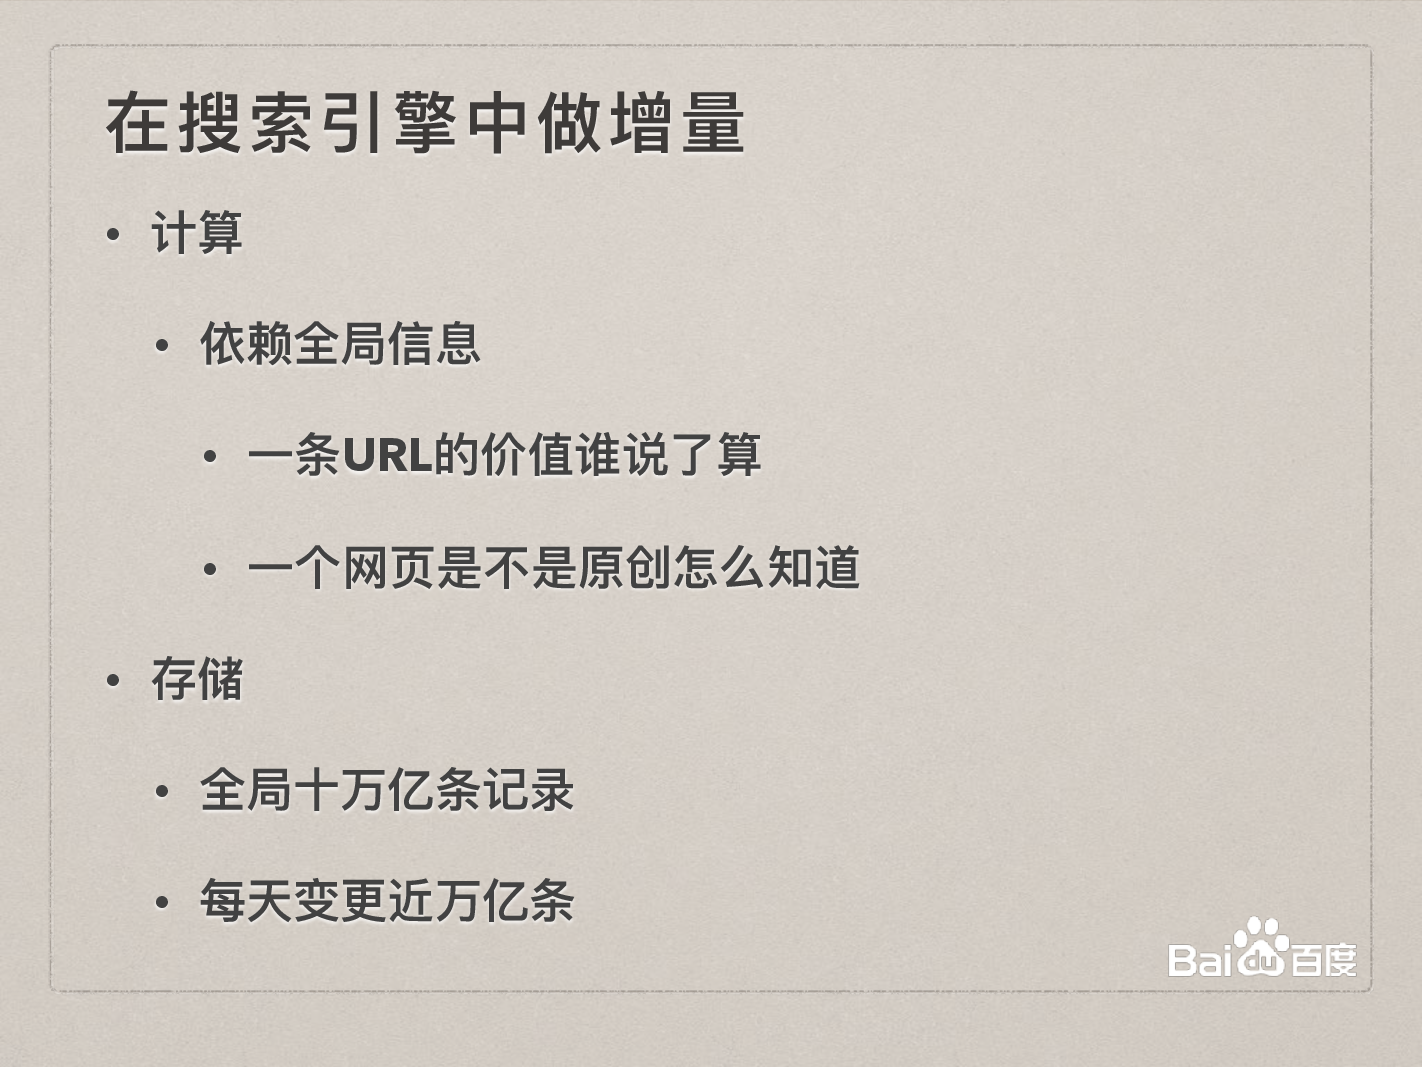 在搜索引擎中做增量
• 计算
• 依赖全局信息
• 一条URL的价值谁说了算
• 一个网页是不是原创怎么知道
• 存储
• 全局十万亿条记录
• 每天变更近万亿条
Baidu百度